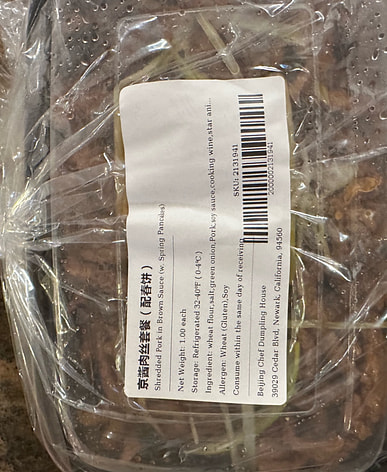 京酱肉丝套餐（配春饼）
Shredded Pork in Brown Sauce (w. Spring Pancakes)
Net Weight: 1.00 each
Storage: Refrigerated 32-40°F ( 0-4°C)
Ingredient: wheat flour,salt,green onion,Pork,soy sauce,cooking wine,star ani...
Allergen: Wheat (Gluten),Soy
Consume within the same day of receiving
SKU: 2131941
2000002131941
Beijing Chef Dumpling House
39029 Cedar Blvd, Newark, California, 94560